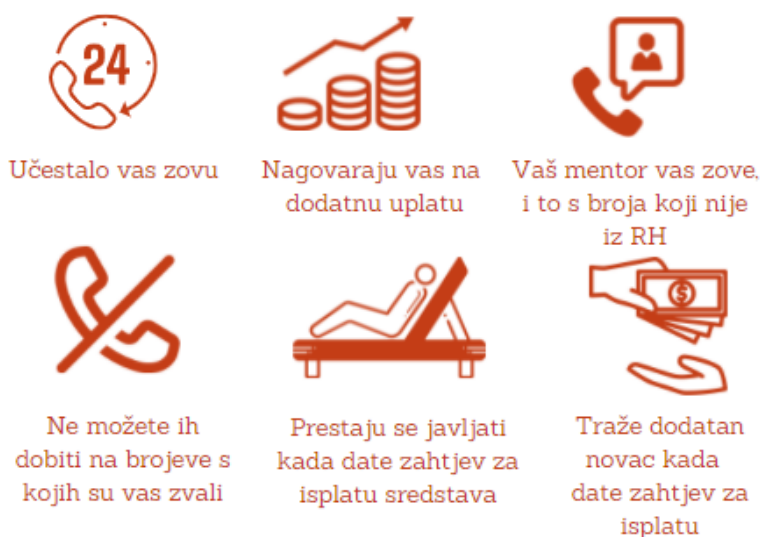 24
Učestalo vas zovu
Nagovaraju vas na
dodatnu uplatu
Vaš mentor vas zove,
i to s broja koji nije
iz RH
Ne možete ih
dobiti na brojeve s
kojih su vas zvali
Prestaju se javljati
kada date zahtjev za
isplatu sredstava
$
Traže dodatan
novac kada
date zahtjev za
isplatu